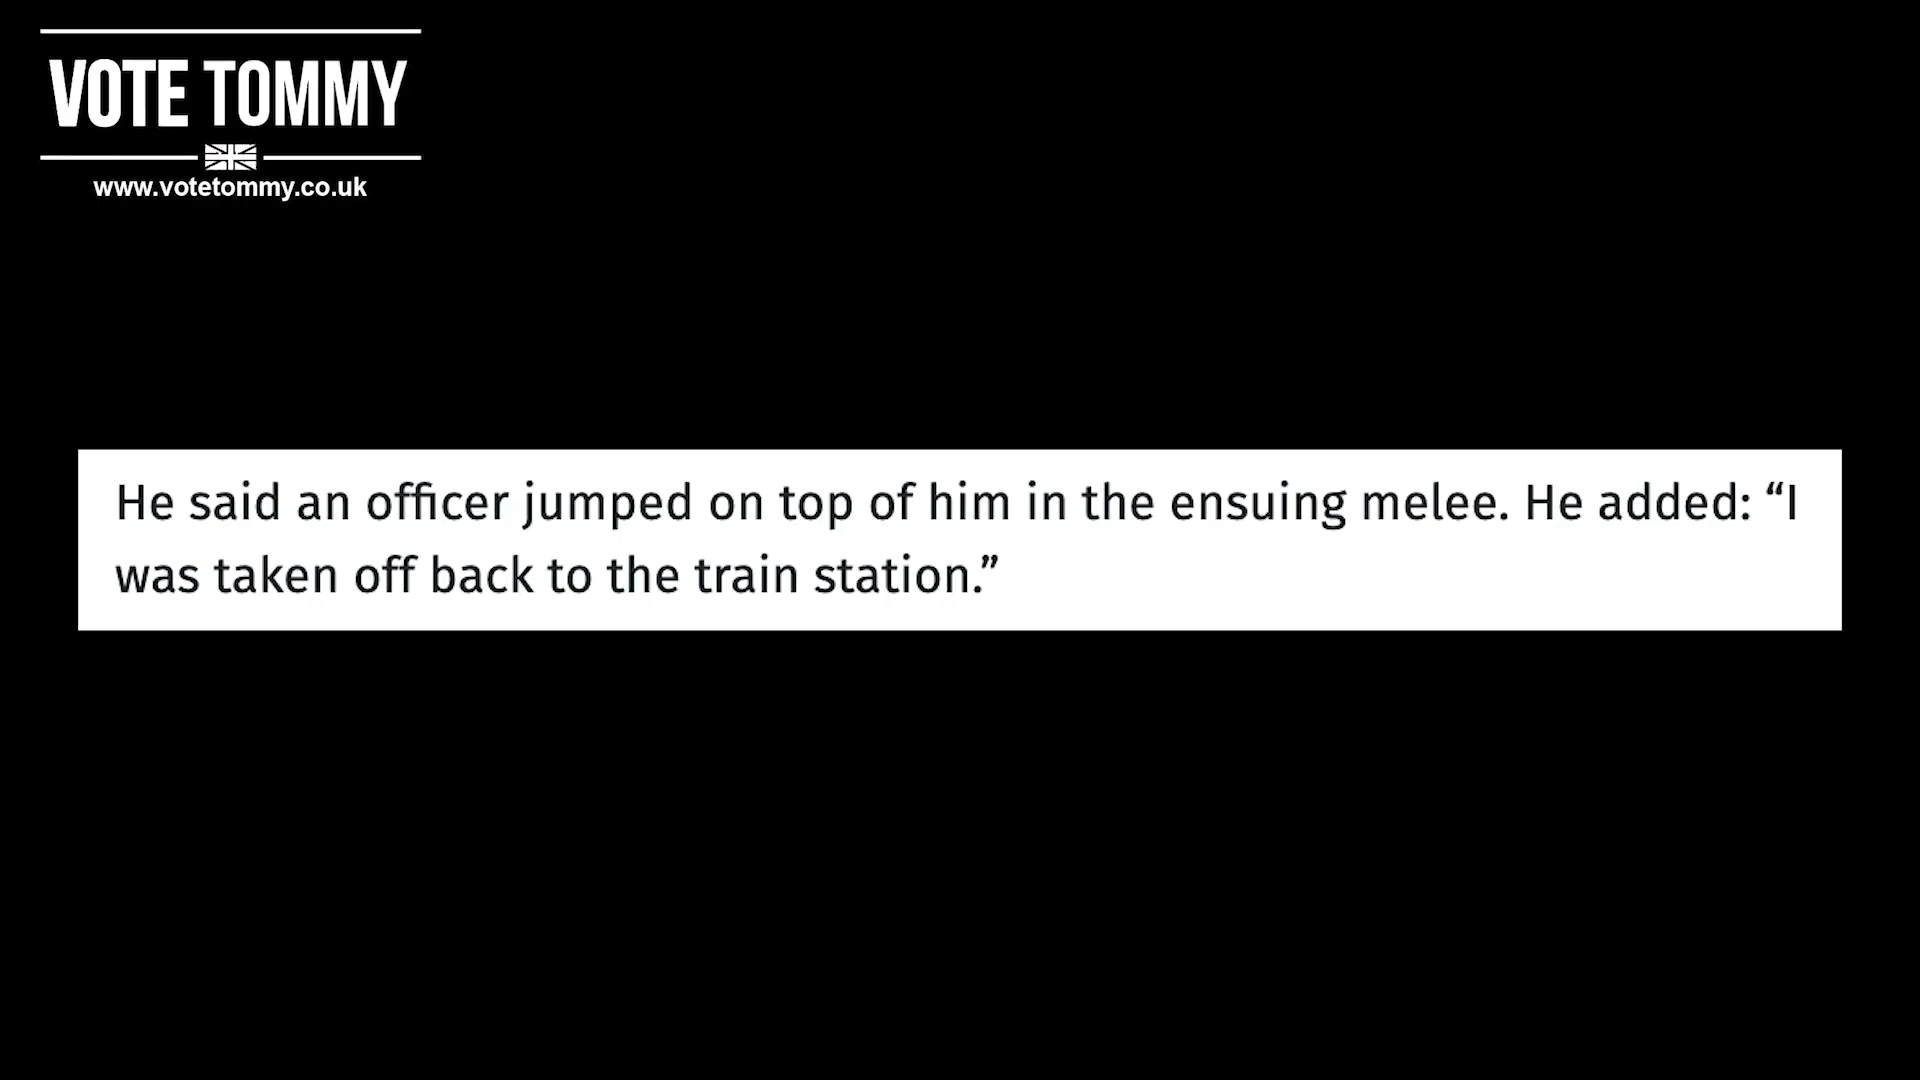 VOTE TOMMY
www.votetommy.co.uk
He said an officer jumped on top of him in the ensuing melee. He added: “I
was taken off back to the train station.”